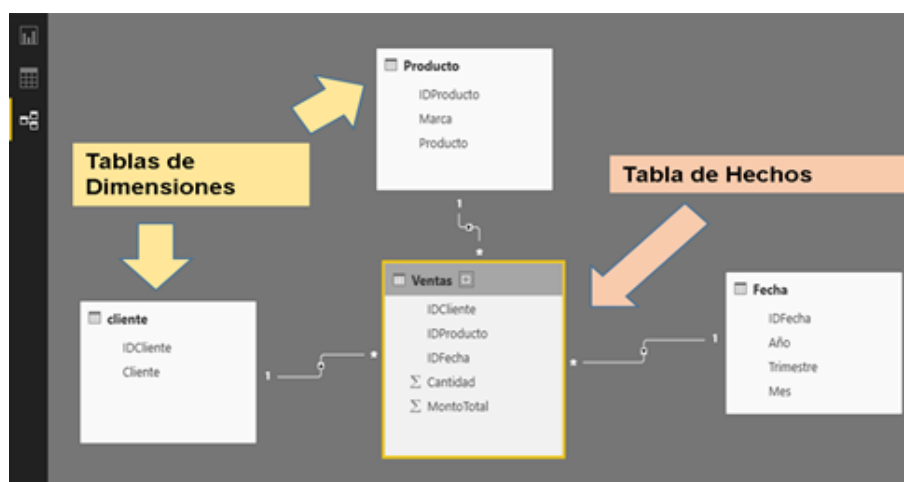 Producto
IDProducto
Marca
Producto
Tablas de
Dimensiones
Tabla de Hechos
1
*
Ventas
IDCliente
IDProducto
IDFecha
Σ Cantidad
Σ MontoTotal
cliente
IDCliente
Cliente
1
*
Fecha
IDFecha
Año
Trimestre
Mes
*
1